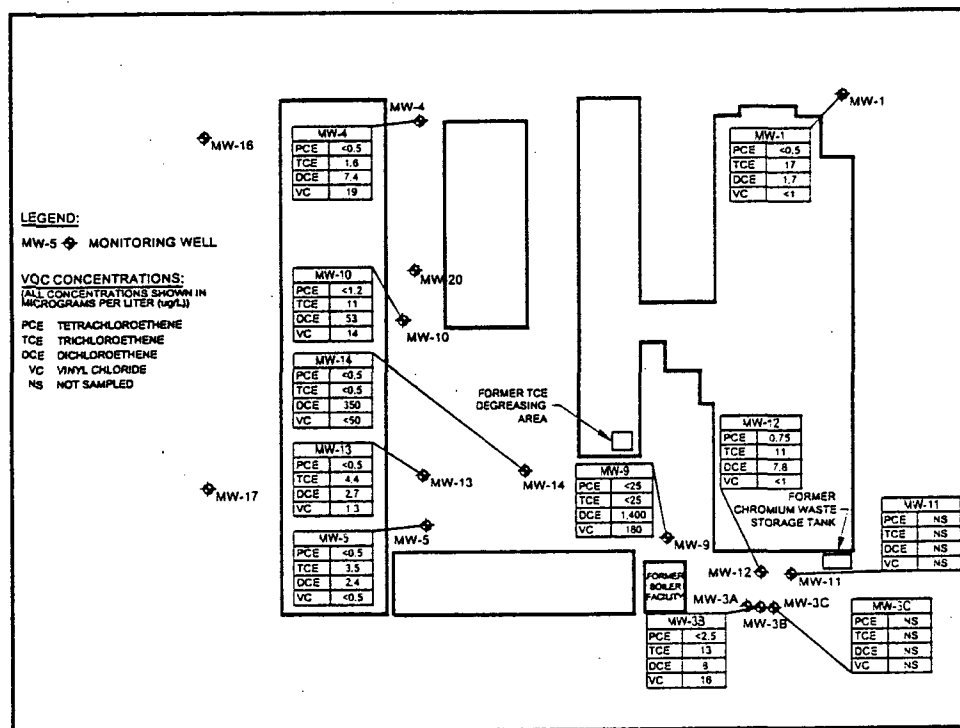 MW-4
MW-1
MW-16
MW-4
PCE <0.5
TCE 1.6
DCE 7.4
VC 19
MW-1
PCE <0.5
TCE 17
DCE 1.7
VC <1
LEGEND:
MW-5 MONITORING WELL
VOC CONCENTRATIONS:
(ALL CONCENTRATIONS SHOWN IN
MICROGRAMS PER LITER (ug/L))
PCE TETRACHLOROETHENE
TCE TRICHLOROETHENE
DCE DICHLOROETHENE
VC VINYL CHLORIDE
NS NOT SAMPLED
MW-10
PCE <1.2
TCE 11
DCE 53
VC 14
MW-20
MW-10
MW-14
PCE <0.5
TCE <0.5
DCE 350
VC <50
FORMER TCE
DEGREASING
AREA
MW-13
PCE <0.5
TCE 4.4
DCE 2.7
VC 1.3
MW-13
MW-14
MW-17
MW-5
MW-5
PCE <0.5
TCE 3.5
DCE 2.4
VC <0.5
MW-9
PCE <25
TCE <25
DCE 1,400
VC 180
MW-9
MW-12
PCE 0.75
TCE 11
DCE 7.8
VC <1
FORMER
CHROMIUM WASTE
STORAGE TANK
MW-11
PCE NS
TCE NS
DCE NS
VC NS
MW-12
MW-11
FORMER
BOILER
FACILITY
MW-3A
MW-3B
MW-3C
MW-3B
PCE <2.5
TCE 13
DCE
VC 16
MW-3C
PCE NS
TCE NS
DCE NS
VC NS